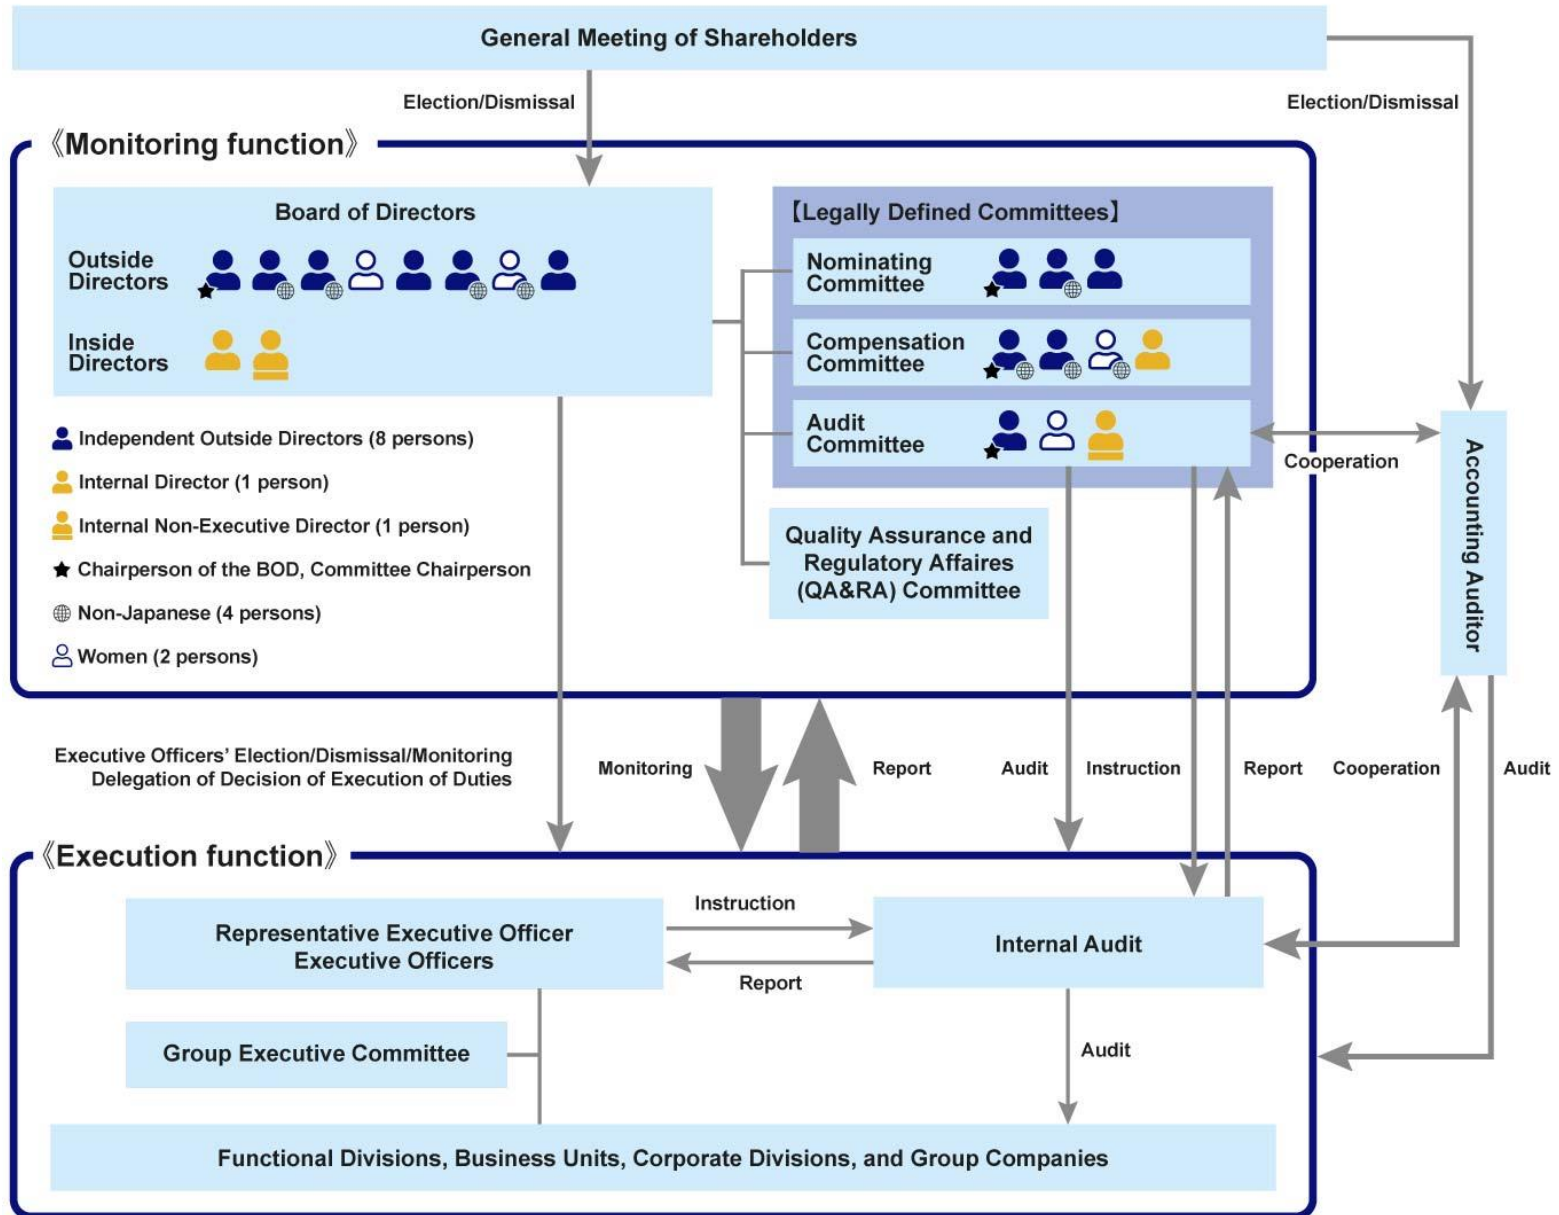 General Meeting of Shareholders
Election/Dismissal
Election/Dismissal
《Monitoring function》
Board of Directors
Outside
Directors
Inside
Directors
Independent Outside Directors (8 persons)
Internal Director (1 person)
Internal Non-Executive Director (1 person)
Chairperson of the BOD, Committee Chairperson
Non-Japanese (4 persons)
Women (2 persons)
【Legally Defined Committees】
Nominating
Committee
Compensation
Committee
Audit
Committee
Quality Assurance and
Regulatory Affaires
(QA&RA) Committee
Cooperation
Accounting Auditor
Executive Officers’ Election/Dismissal/Monitoring
Delegation of Decision of Execution of Duties
Monitoring
Report
Audit
Instruction
Report
Cooperation
Audit
《Execution function》
Representative Executive Officer
Executive Officers
Instruction
Report
Internal Audit
Group Executive Committee
Audit
Functional Divisions, Business Units, Corporate Divisions, and Group Companies